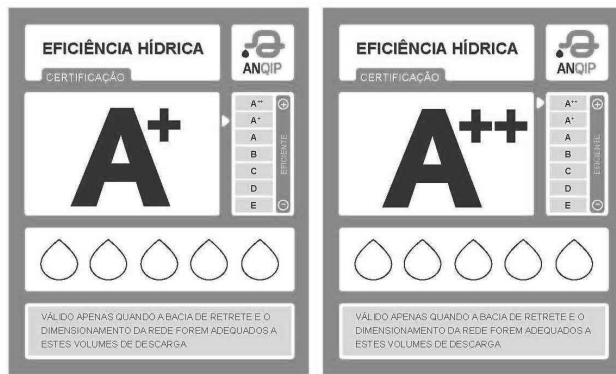 EFICIÊNCIA HÍDRICA
CERTIFICAÇÃO
ANQIP
A+
A++
A+
A
B
C
D
E
EFICIENTE
VÁLIDO APENAS QUANDO A BACIA DE RETRETE E O
DIMENSIONAMENTO DA REDE FOREM ADEQUADOS A
ESTES VOLUMES DE DESCARGA
EFICIÊNCIA HÍDRICA
CERTIFICAÇÃO
ANQIP
A++
A++
A+
A
B
C
D
E
EFICIENTE
VÁLIDO APENAS QUANDO A BACIA DE RETRETE E O
DIMENSIONAMENTO DA REDE FOREM ADEQUADOS A
ESTES VOLUMES DE DESCARGA